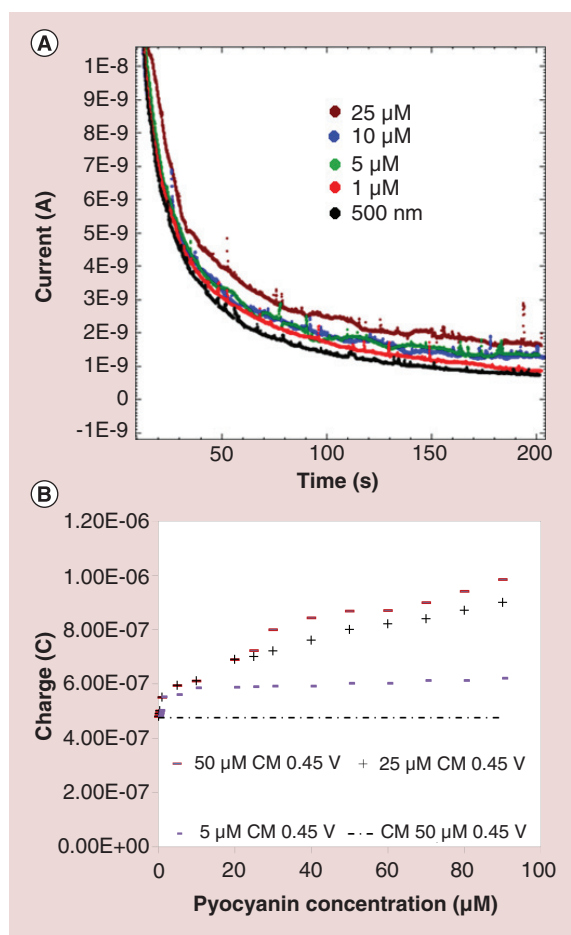 A
1E-8
9E-9
8E-9
7E-9
6E-9
5E-9
4E-9
3E-9
2E-9
1E-9
0
-1E-9
Current (A)
25 µM
10 µM
5 µM
1 µM
500 nm
50 100 150 200
Time (s)
B
1.20E-06
1.00E-06
8.00E-07
6.00E-07
4.00E-07
2.00E-07
0.00E+00
Charge (C)
50 µM CM 0.45 V 25 µM CM 0.45 V
5 µM CM 0.45 V CM 50 µM 0.45 V
0 20 40 60 80 100
Pyocyanin concentration (µM)